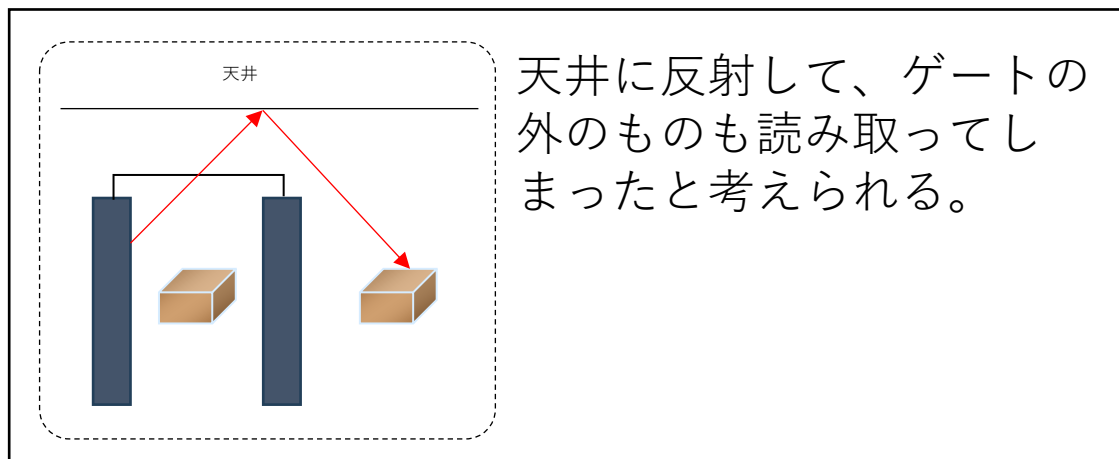 天井
天井に反射して、ゲートの
外のものも読み取ってし
まったと考えられる。